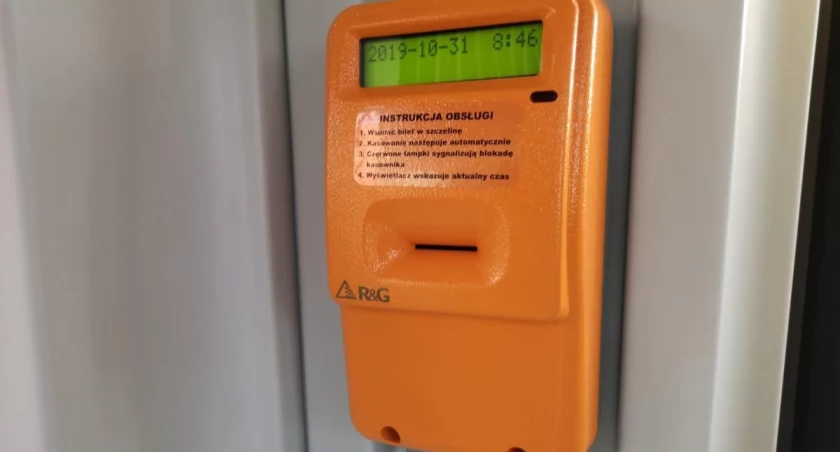 2019-10-31 8:46
INSTRUKCJA OBSŁUGI
1. Wsunąć bilet w szczelinę
2. Kasowanie następuje automatycznie
3. Czerwone lampki sygnalizują blokadę
kasownika
4. Wyświetlacz wskazuje aktualny czas
R&G